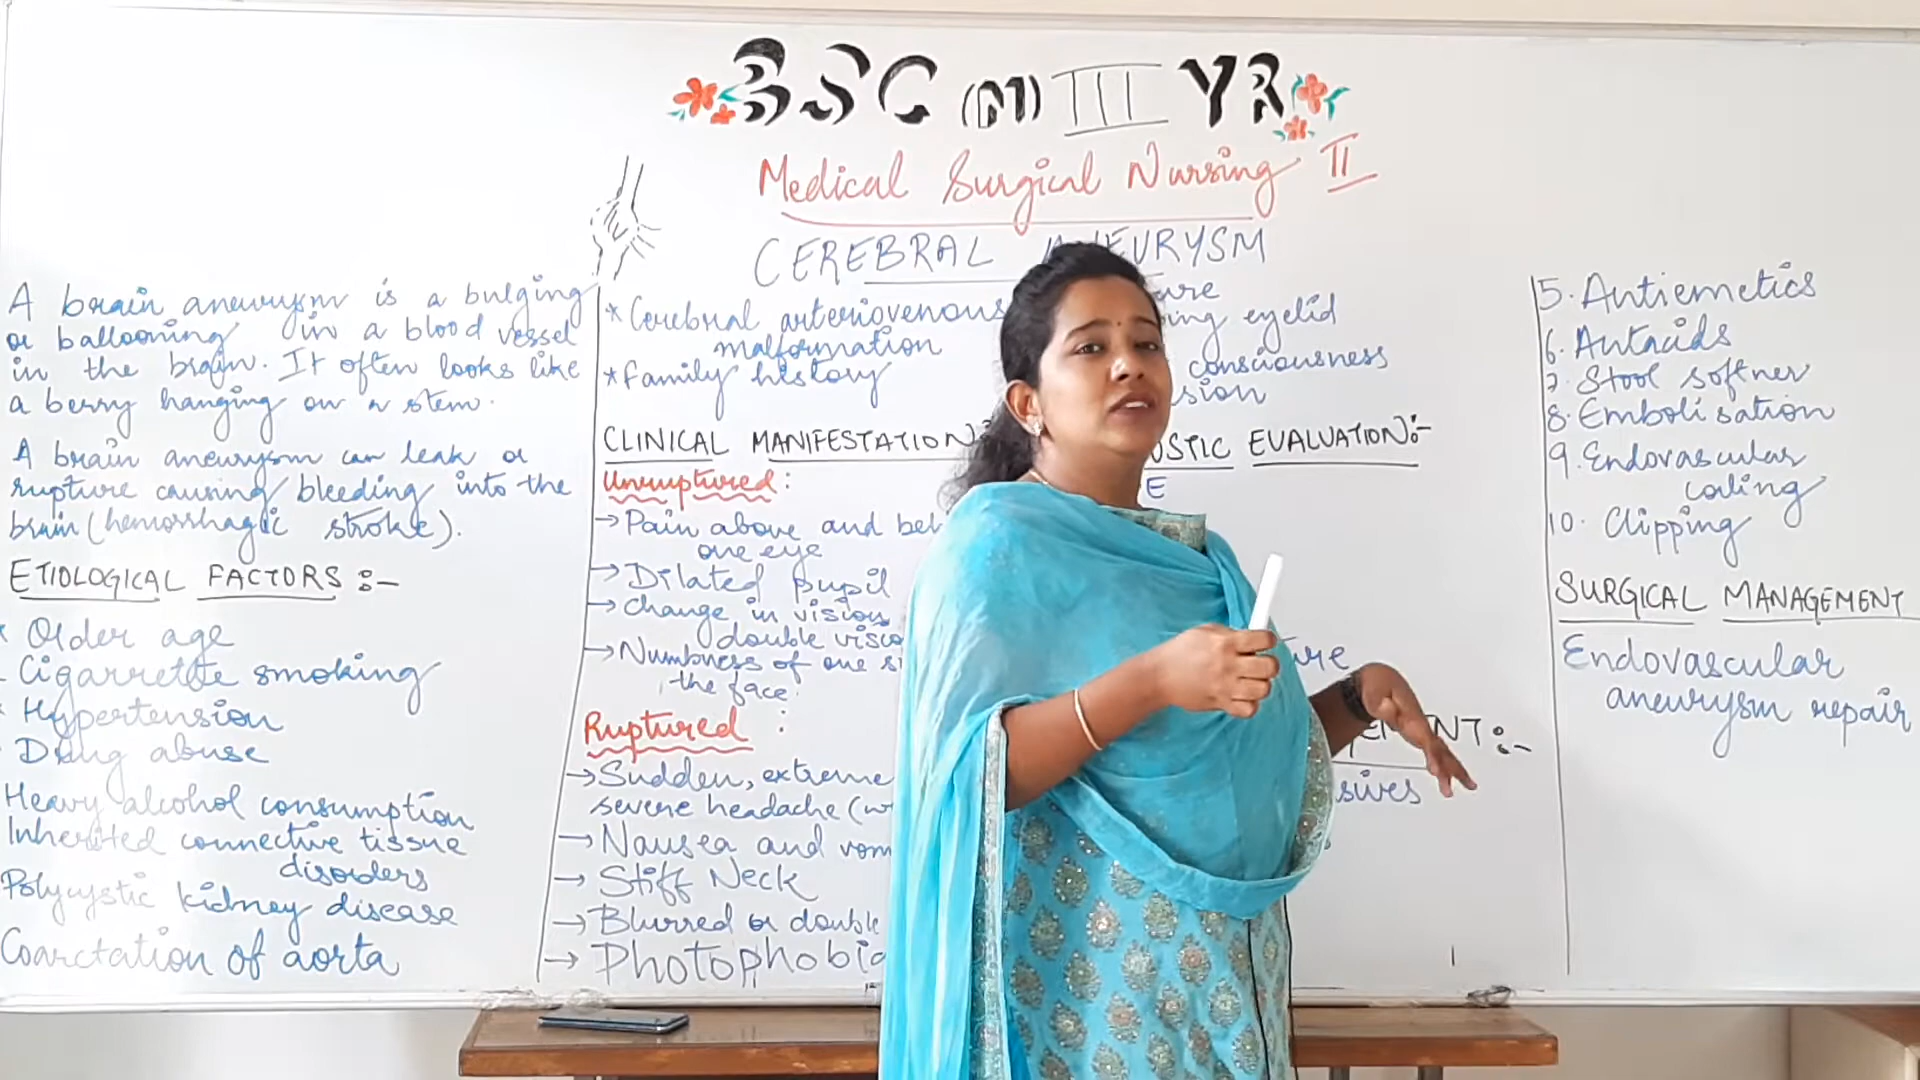 BSC (N) III YR
Medical Surgical Nursing II
CEREBRAL ANEURYSM
A brain aneurysm is a bulging
or ballooning in a blood vessel
in the brain. It often looks like
a berry hanging on a stem.
A brain aneurysm can leak or
rupture causing bleeding into the
brain (hemorrhagic stroke).
ETIOLOGICAL FACTORS :-
* Older age
- Cigarrette smoking
* Hypertension
- Drug abuse
Heavy alcohol consumption
Inherited connective tissue
disorders
Polycystic kidney disease
Coarctation of aorta
* Cerebral arteriovenous
malformation
* family history
CLINICAL MANIFESTATION:
Unruptured :
→ Pain above and
one eye
→ Dilated pupil
→ Change in vision
double
→ Numbness of one
the face
Ruptured :
→ Sudden, extreme
severe headache
→ Nausea and
→ Stiff Neck
→ Blurred or double
→ Photophobia
eyelid
consciousness
EVALUATION:-
:-
5. Antiemetics
6. Antacids
7. Stool softner
8. Embolisation
9. Endovascular
coiling
10. Clipping
SURGICAL MANAGEMENT
Endovascular
aneurysm repair